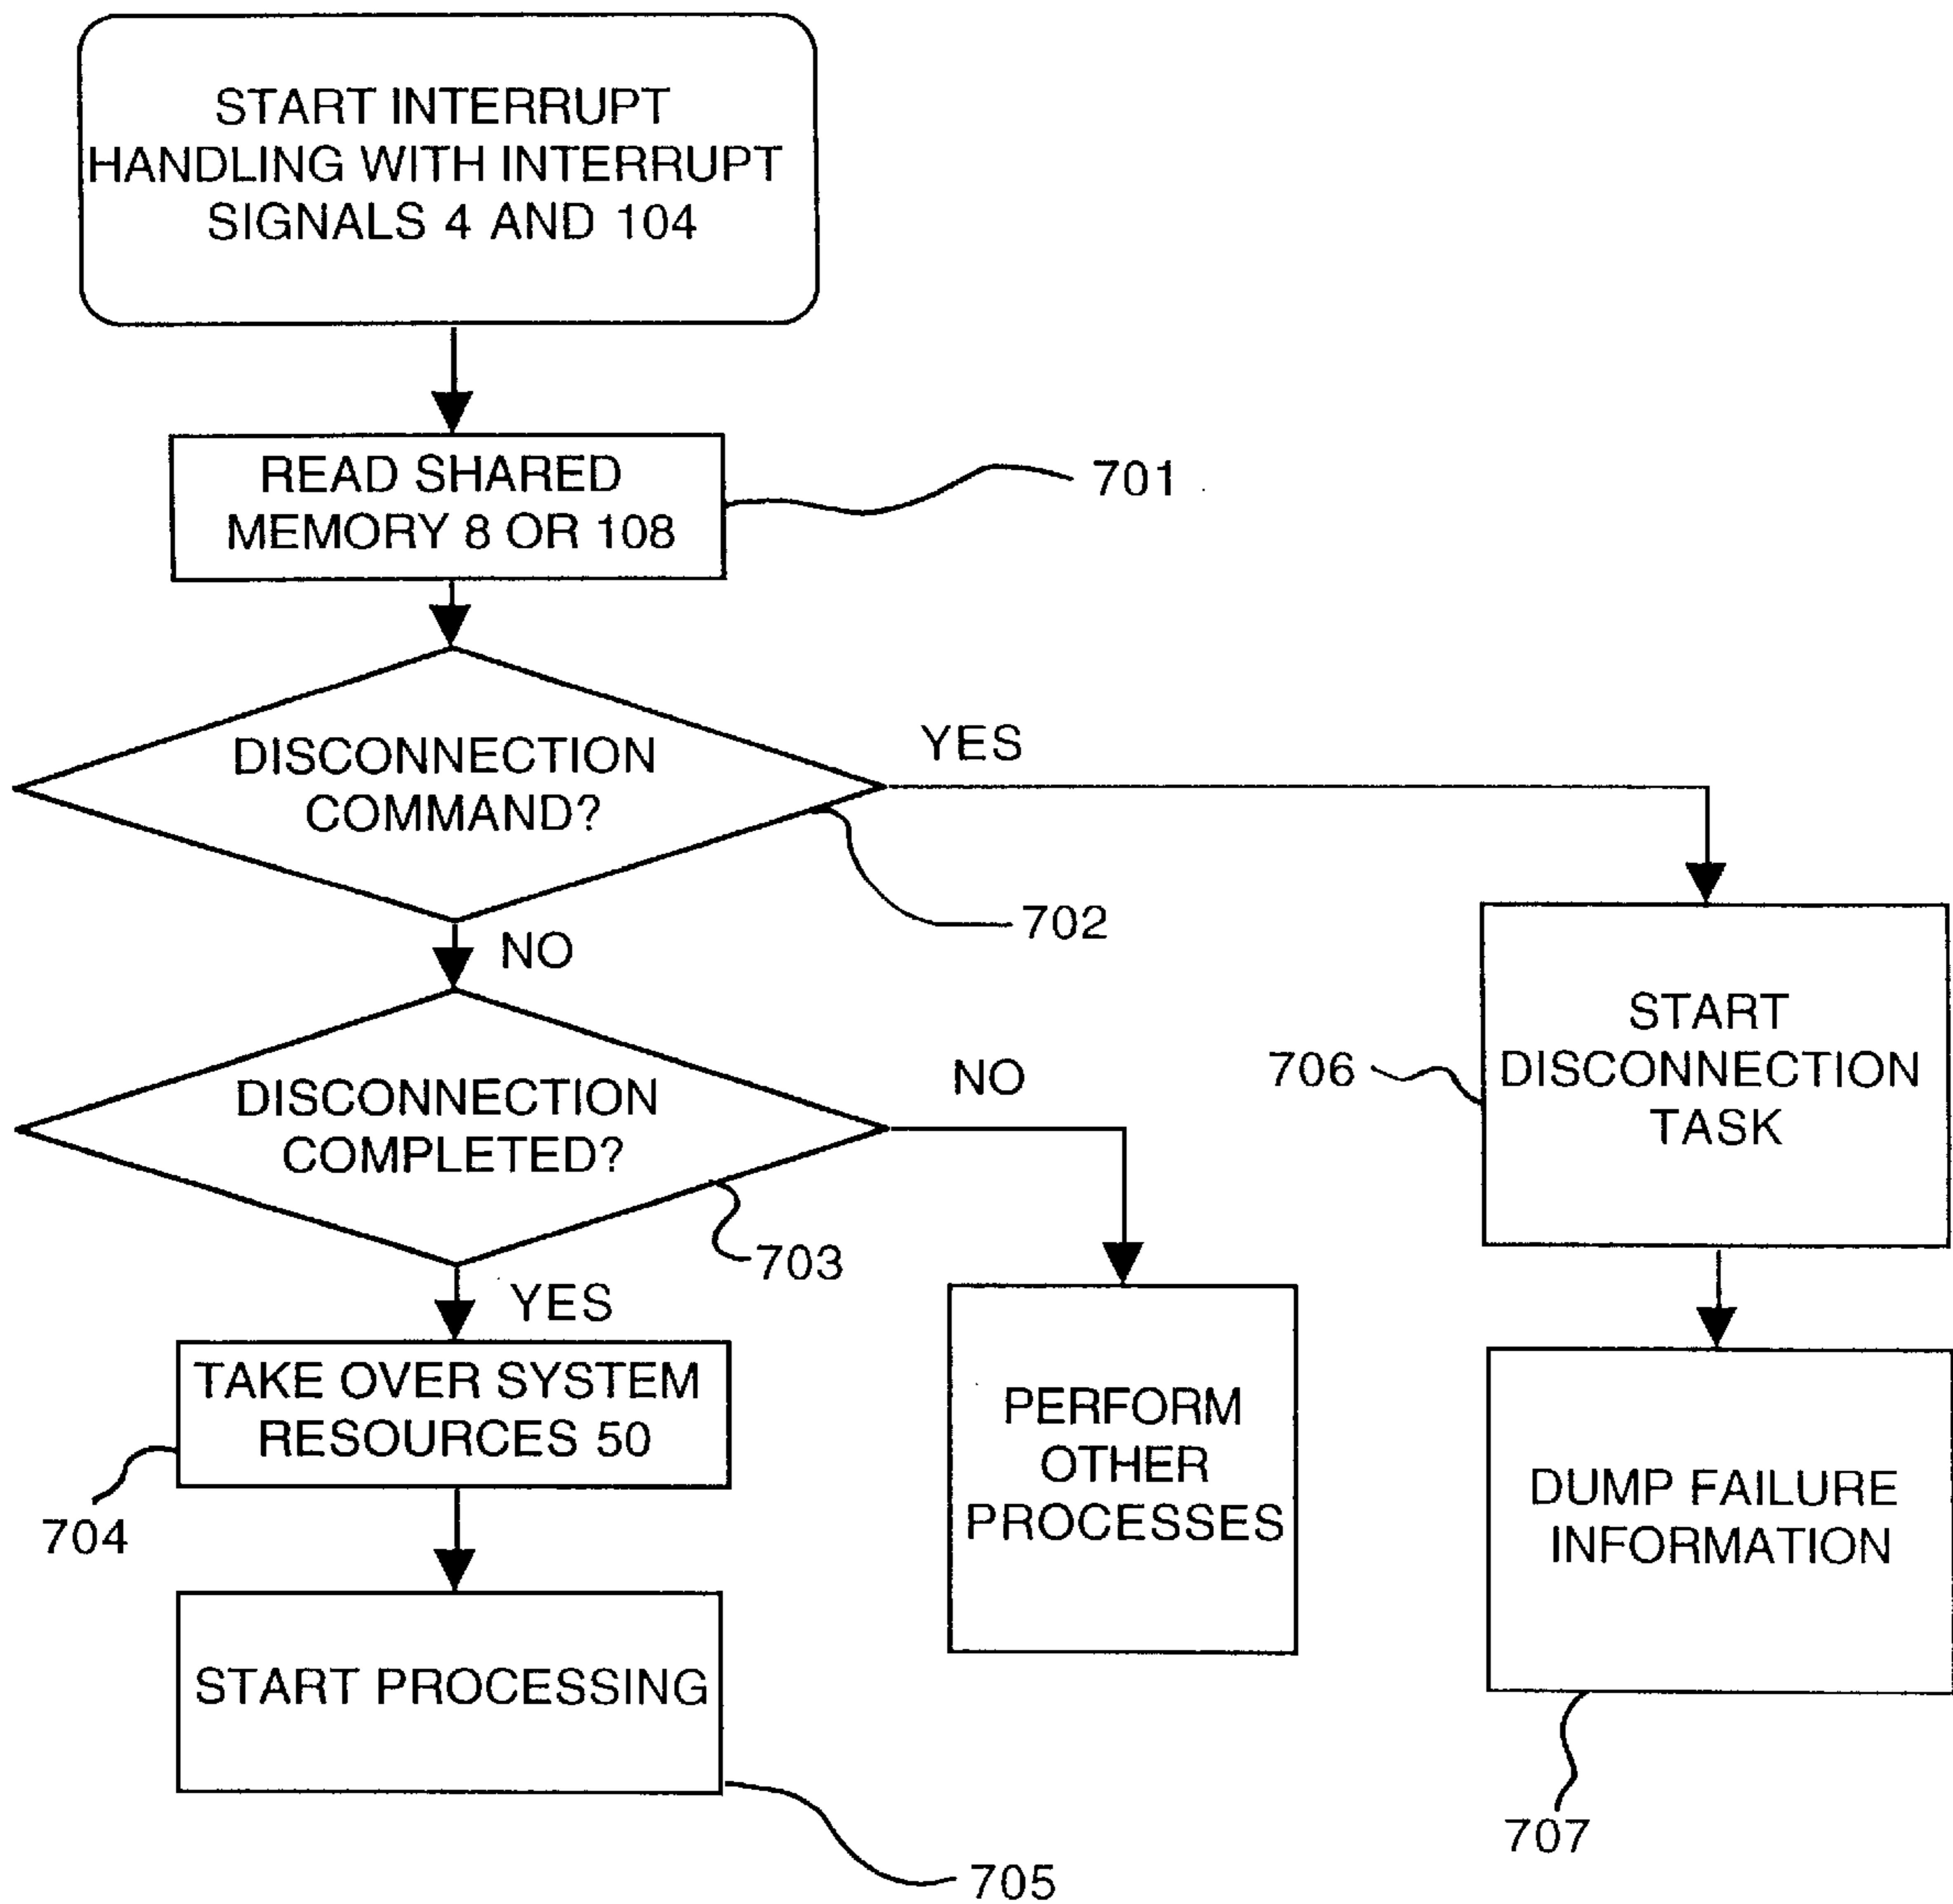 START INTERRUPT
HANDLING WITH INTERRUPT
SIGNALS 4 AND 104
READ SHARED
MEMORY 8 OR 108
701
DISCONNECTION
COMMAND?
YES
702
NO
DISCONNECTION
COMPLETED?
NO
703
YES
706
START
DISCONNECTION
TASK
TAKE OVER SYSTEM
RESOURCES 50
704
PERFORM
OTHER
PROCESSES
DUMP FAILURE
INFORMATION
START PROCESSING
705
707